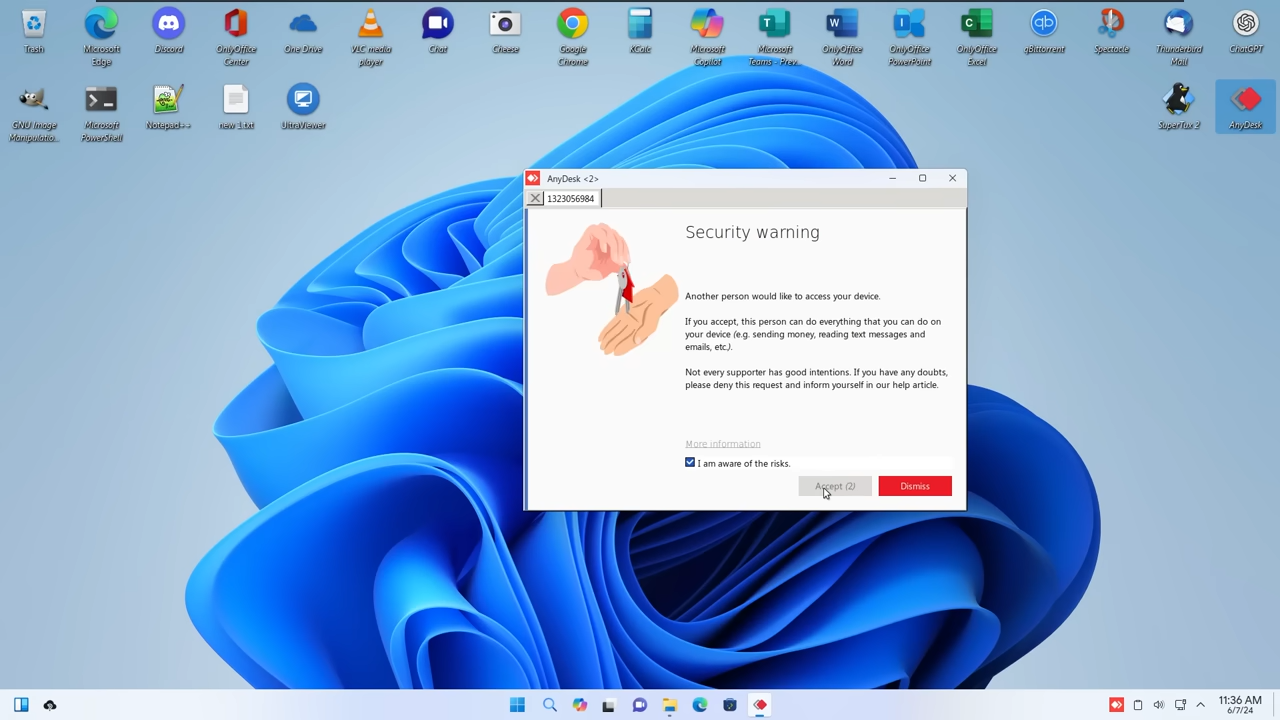 Trash
Microsoft
Edge
Discord
OnlyOffice
Center
One Drive
VLC media
player
Chat
Cheese
Google
Chrome
KCalc
Microsoft
Copilot
Microsoft
Teams - Prev...
OnlyOffice
Word
OnlyOffice
PowerPoint
OnlyOffice
Excel
qBittorrent
Spectacle
Thunderbird
Mail
ChatGPT
GNU Image
Manipulatio...
Microsoft
PowerShell
Notepad++
new 1.txt
UltraViewer
SuperTux 2
AnyDesk
AnyDesk <2>
1323056984
Security warning
Another person would like to access your device.
If you accept, this person can do everything that you can do on
your device (e.g. sending money, reading text messages and
emails, etc.).
Not every supporter has good intentions. If you have any doubts,
please deny this request and inform yourself in our help article.
More information
I am aware of the risks.
Accept (2)
Dismiss
11:36 AM
6/7/24